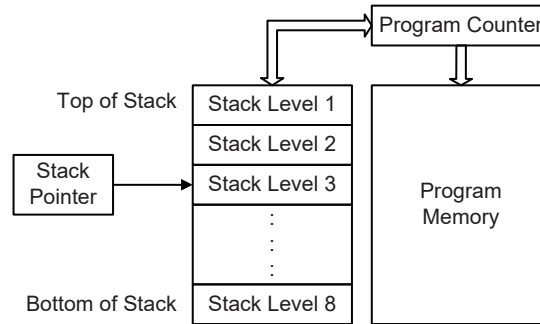 Program Counter
Top of Stack
Stack Level 1
Stack Level 2
Stack
Pointer
Stack Level 3
:
:
:
Program
Memory
Bottom of Stack
Stack Level 8